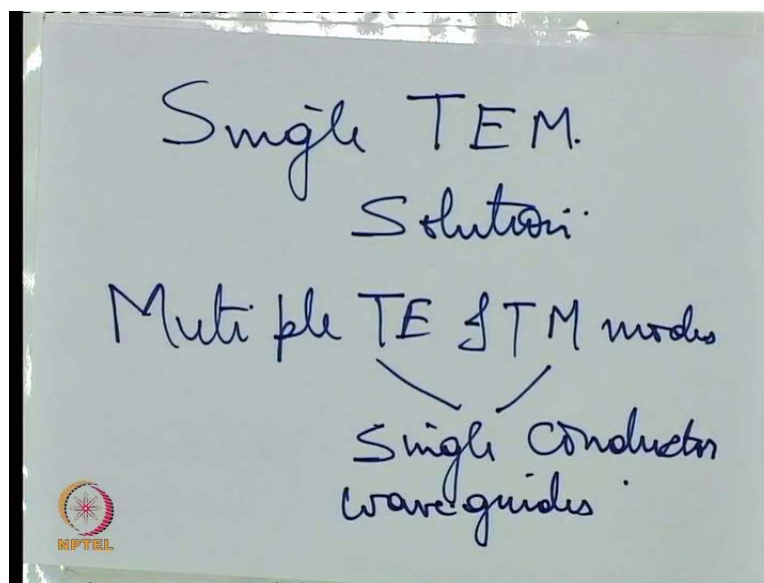 Single TEM.
Solution.
Multiple TE & TM modes
Single Conductor
waveguides
NPTEL